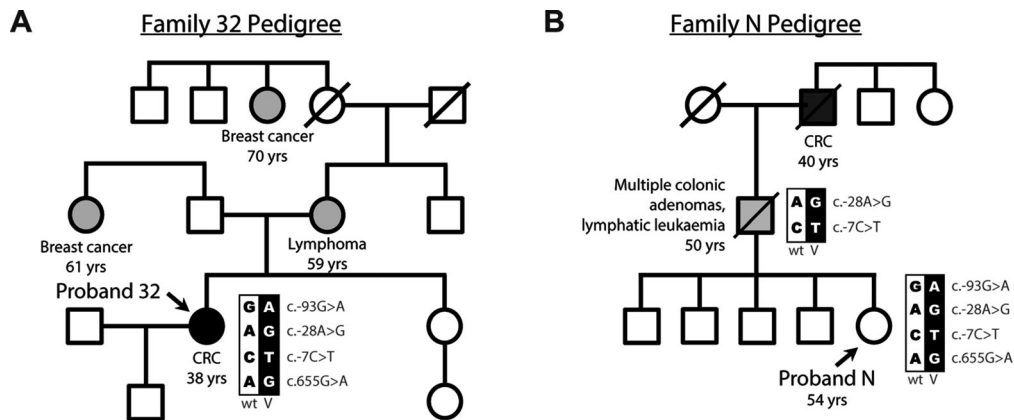 A
Family 32 Pedigree
Breast cancer
70 yrs
Breast cancer
61 yrs
Lymphoma
59 yrs
Proband 32
CRC
38 yrs
G A c.-93G>A
A G c.-28A>G
C T c.-7C>T
A G c.655G>A
wt V
B
Family N Pedigree
CRC
40 yrs
Multiple colonic
adenomas,
lymphatic leukaemia
50 yrs
A G c.-28A>G
C T c.-7C>T
wt V
Proband N
54 yrs
G A c.-93G>A
A G c.-28A>G
C T c.-7C>T
A G c.655G>A
wt V